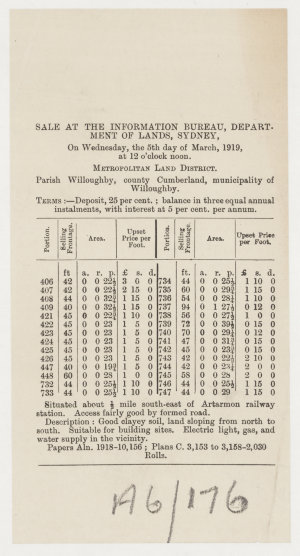 SALE AT THE INFORMATION BUREAU, DEPART-
MENT OF LANDS, SYDNEY,
On Wednesday, the 5th day of March, 1919,
at 12 o'clock noon.
METROPOLITAN LAND DISTRICT.
Parish Willoughby, county Cumberland, municipality of
Willoughby.
TERMS :—Deposit, 25 per cent. ; balance in three equal annual
instalments, with interest at 5 per cent. per annum.
Portion. Selling Frontage. Area. Upset Price per Foot. Portion. Selling Frontage. Area. Upset Price per Foot.
ft a. r. p. £ s. d. ft a. r. p. £ s. d.
406 42 0 0 22½ 3 0 0 734 44 0 0 25½ 1 10 0
407 42 0 0 22½ 2 15 0 735 60 0 0 29¾ 1 15 0
408 44 0 0 32¾ 1 15 0 736 54 0 0 28¼ 1 10 0
409 40 0 0 32½ 1 15 0 737 94 0 1 27½ 0 12 0
421 45 0 0 22¾ 1 10 0 738 56 0 0 27½ 1 0 0
422 45 0 0 23 1 5 0 739 72 0 0 39½ 0 15 0
423 45 0 0 23 1 5 0 740 70 0 0 29½ 0 12 0
424 45 0 0 23 1 5 0 741 47 0 0 31¾ 0 15 0
425 45 0 0 23 1 5 0 742 45 0 0 23¾ 0 15 0
426 45 0 0 23 1 5 0 743 42 0 0 22½ 2 10 0
447 40 0 0 19¾ 1 5 0 744 42 0 0 23¼ 2 0 0
448 60 0 0 28 1 5 0 745 58 0 0 28 2 0 0
732 44 0 0 25½ 1 10 0 746 44 0 0 25½ 1 15 0
733 44 0 0 25½ 1 10 0 747 44 0 0 29 1 15 0
Situated about ½ mile south-east of Artarmon railway
station. Access fairly good by formed road.
Description : Good clayey soil, land sloping from north to
south. Suitable for building sites. Electric light, gas, and
water supply in the vicinity.
Papers Aln. 1918-10,156 ; Plans C. 3,153 to 3,158-2,030
Rolls.
A6/176